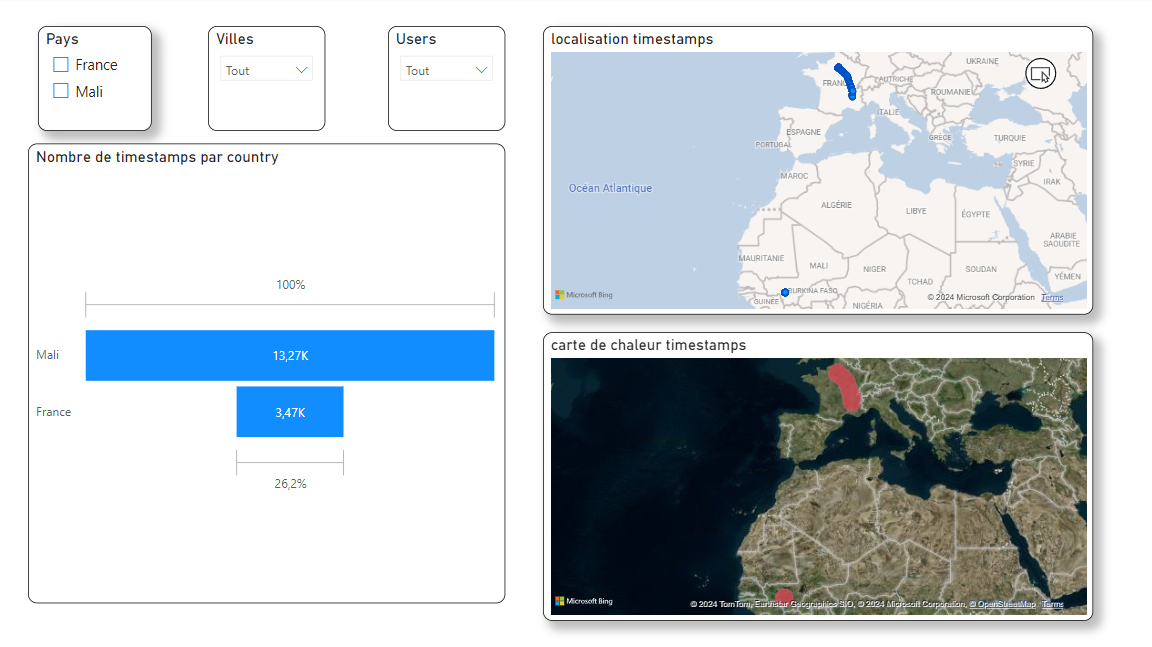 Pays
France
Mali
Villes
Tout
Users
Tout
Nombre de timestamps par country
100%
Mali
13,27K
France
3,47K
26,2%
localisation timestamps
UKRAINE
FRANC
AUTRICHE
ROUMANIE
ITALIE
ESPAGNE
PORTUGAL
GRÈCE
TURQUIE
SYRIE
IRAK
MAROC
Océan Atlantique
ALGÉRIE
LIBYE
ÉGYPTE
ARABIE
SAOUDITE
MAURITANIE
MALI
NIGER
TCHAD
SOUDAN
YÉMEN
BURKINA FASO
GUINÉE
NIGÉRIA
Microsoft Bing
© 2024 Microsoft Corporation Terms
carte de chaleur timestamps
Microsoft Bing
© 2024 TomTom, Earthstar Geographics SIO, © 2024 Microsoft Corporation, © OpenStreetMap Terms